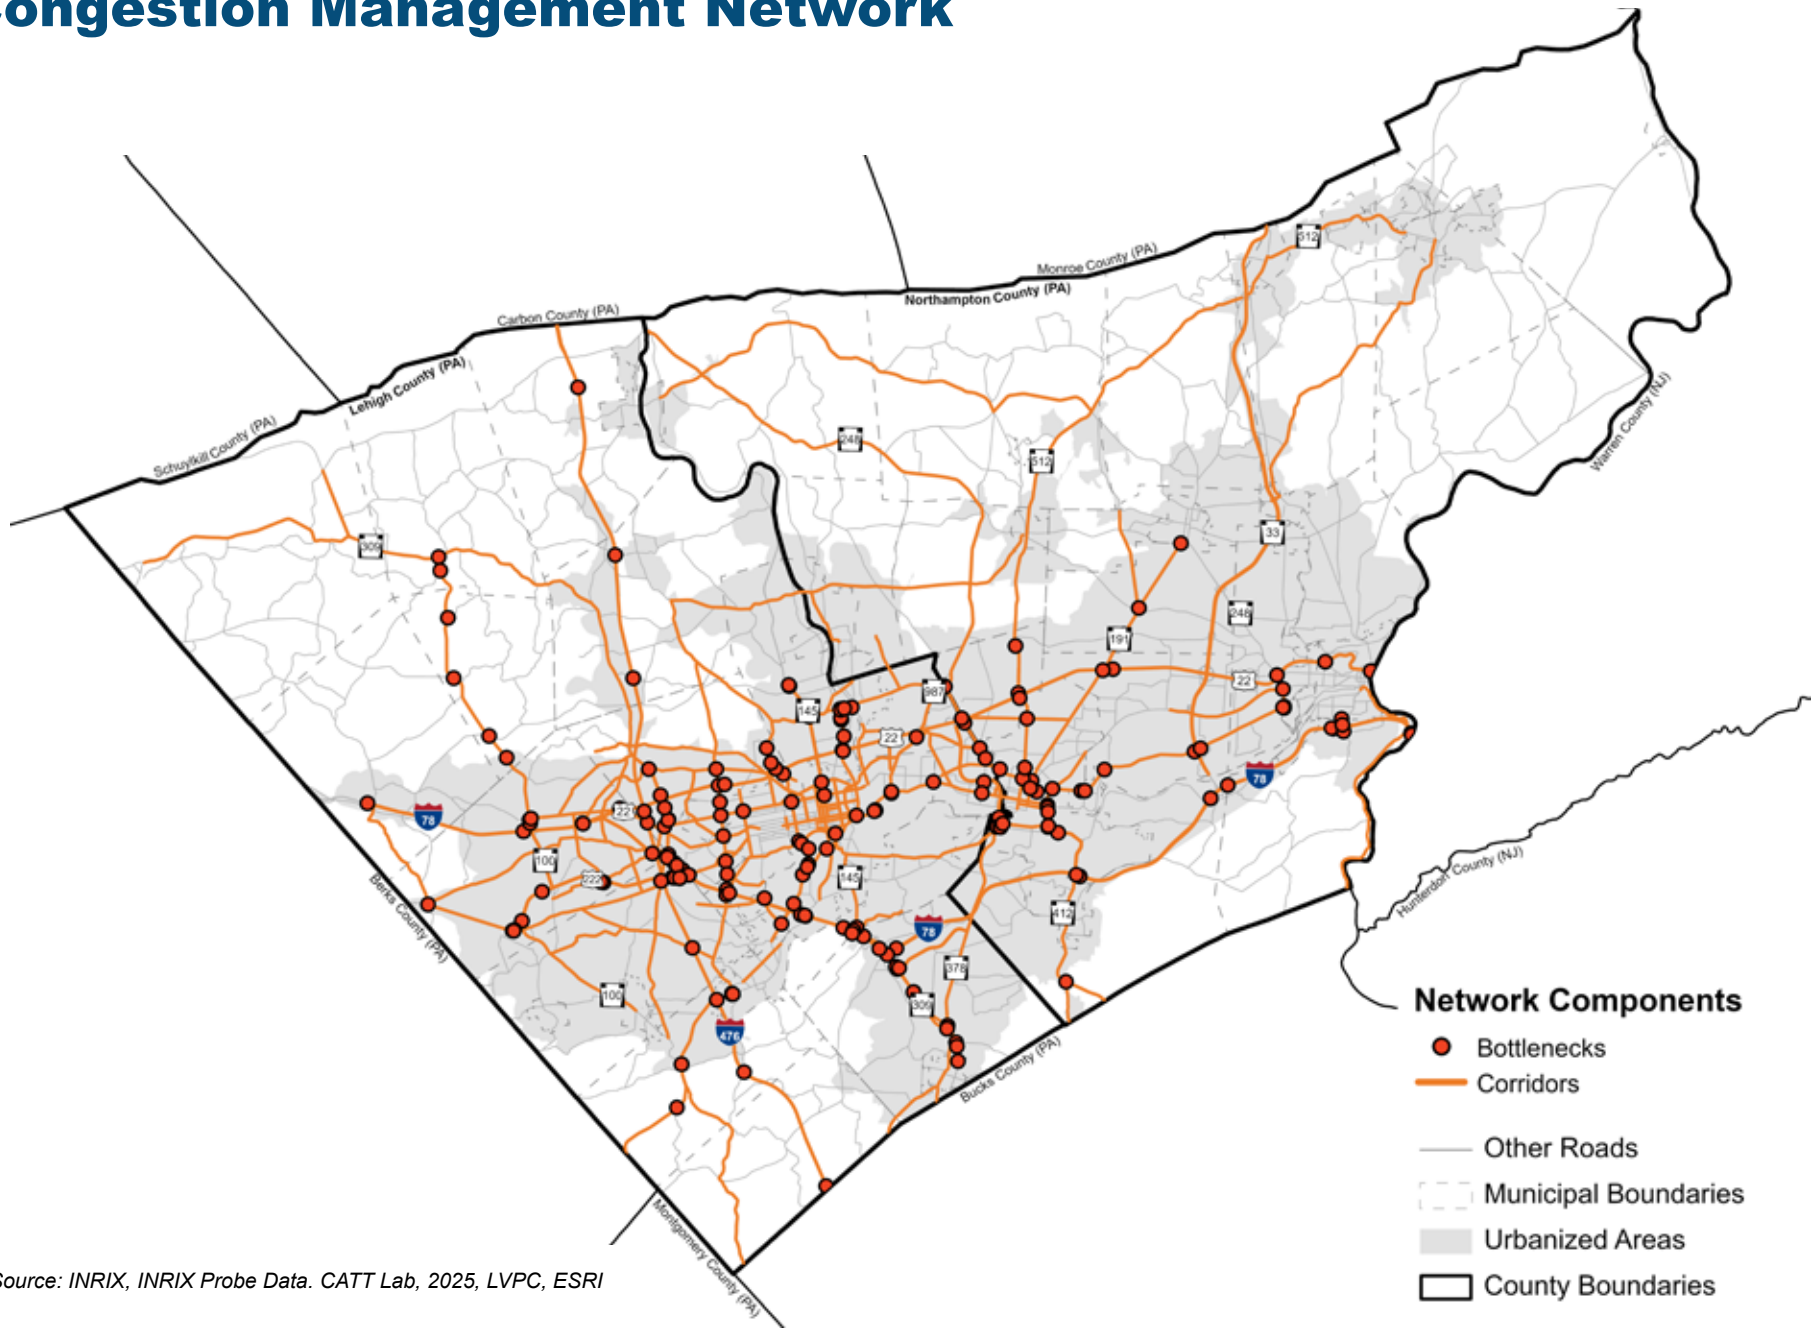 ongestion Management Network
512
Monroe County (PA)
Northampton County (PA)
Carbon County (PA)
Lehigh County (PA)
Schuylkill County (PA)
Warren County (NJ)
248
512
33
309
248
191
22
987
145
22
78
78
22
100
222
145
Hunterdon County (NJ)
Berks County (PA)
412
78
378
100
309
476
Bucks County (PA)
Montgomery County (PA)
Network Components
Bottlenecks
Corridors
Other Roads
Municipal Boundaries
Urbanized Areas
County Boundaries
Source: INRIX, INRIX Probe Data. CATT Lab, 2025, LVPC, ESRI